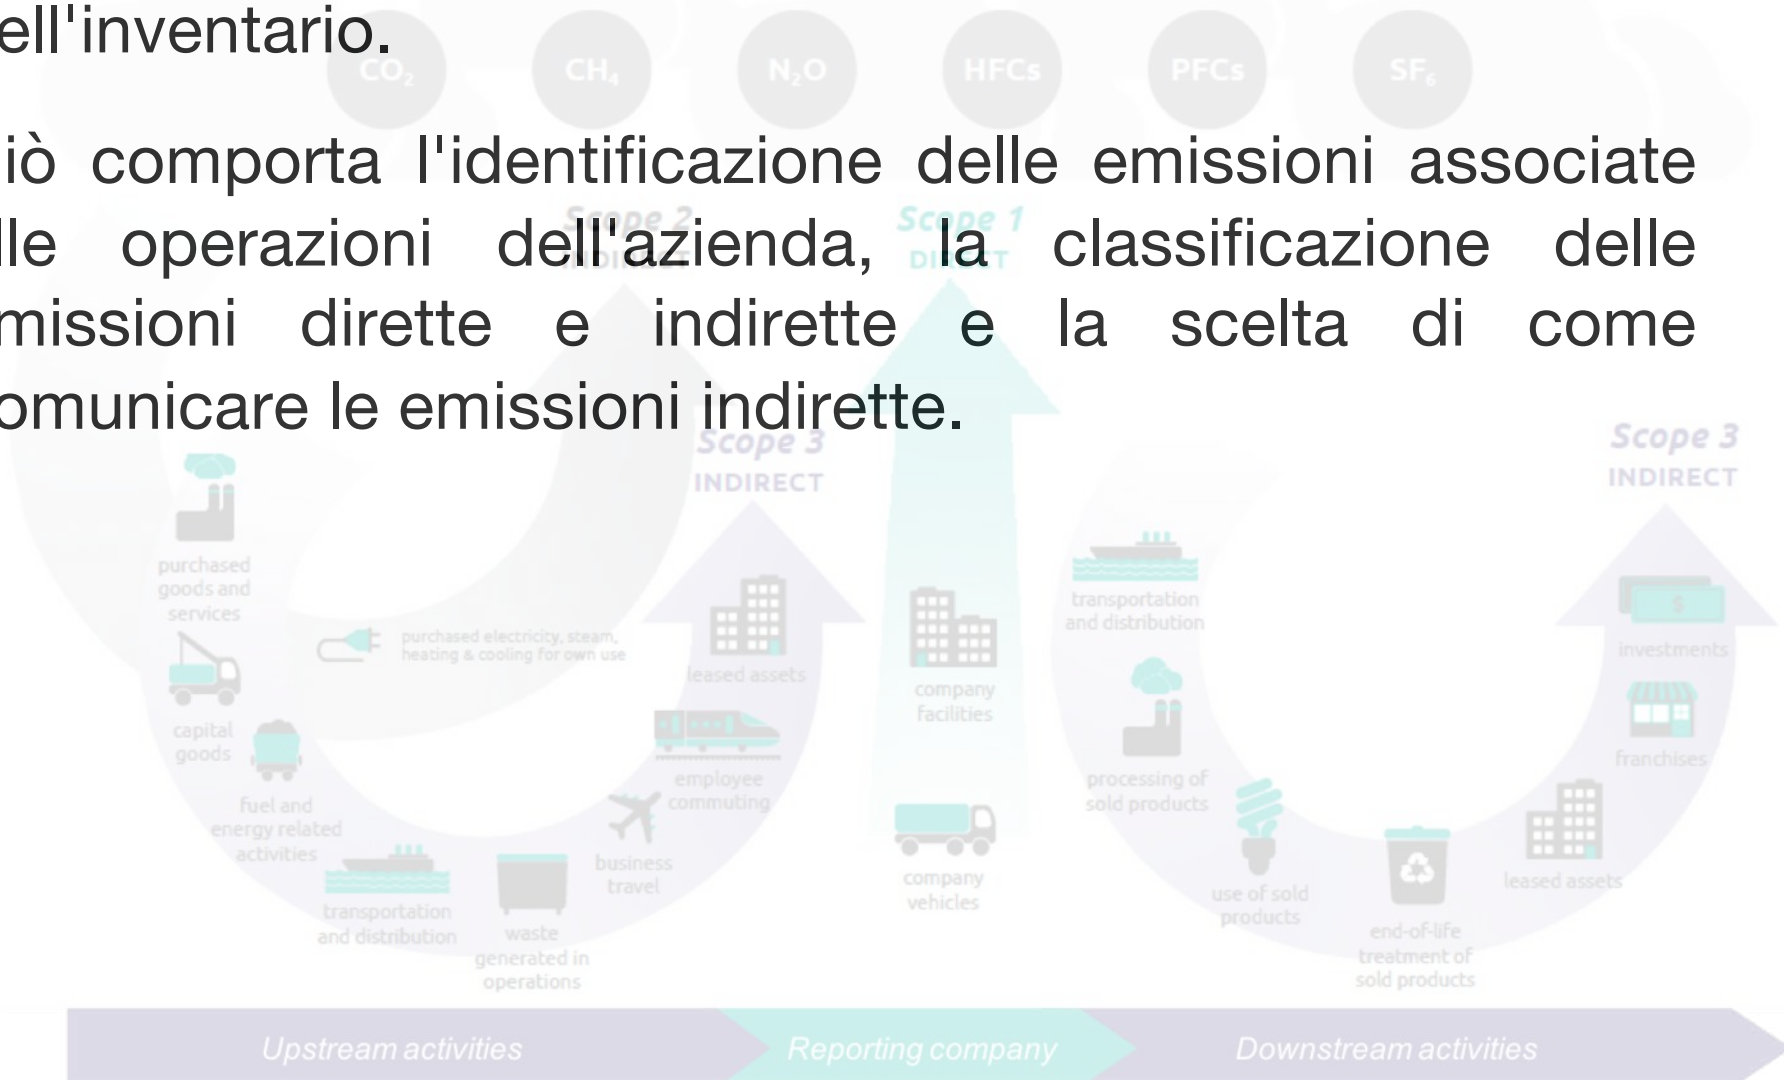 ell'inventario.
CO₂ CH₄ N₂O HFCs PFCs SF₆
iò comporta l'identificazione delle emissioni associate
lle operazioni dell'azienda, la classificazione delle
missioni dirette e indirette e la scelta di come
omunicare le emissioni indirette.
Scope 2
INDIRECT
Scope 1
DIRECT
Scope 3
INDIRECT
Scope 3
INDIRECT
purchased
goods and
services
purchased electricity, steam,
heating & cooling for own use
capital
goods
fuel and
energy related
activities
transportation
and distribution
waste
generated in
operations
business
travel
employee
commuting
leased assets
company
facilities
company
vehicles
transportation
and distribution
processing of
sold products
use of sold
products
end-of-life
treatment of
sold products
leased assets
franchises
$
investments
Upstream activities
Reporting company
Downstream activities